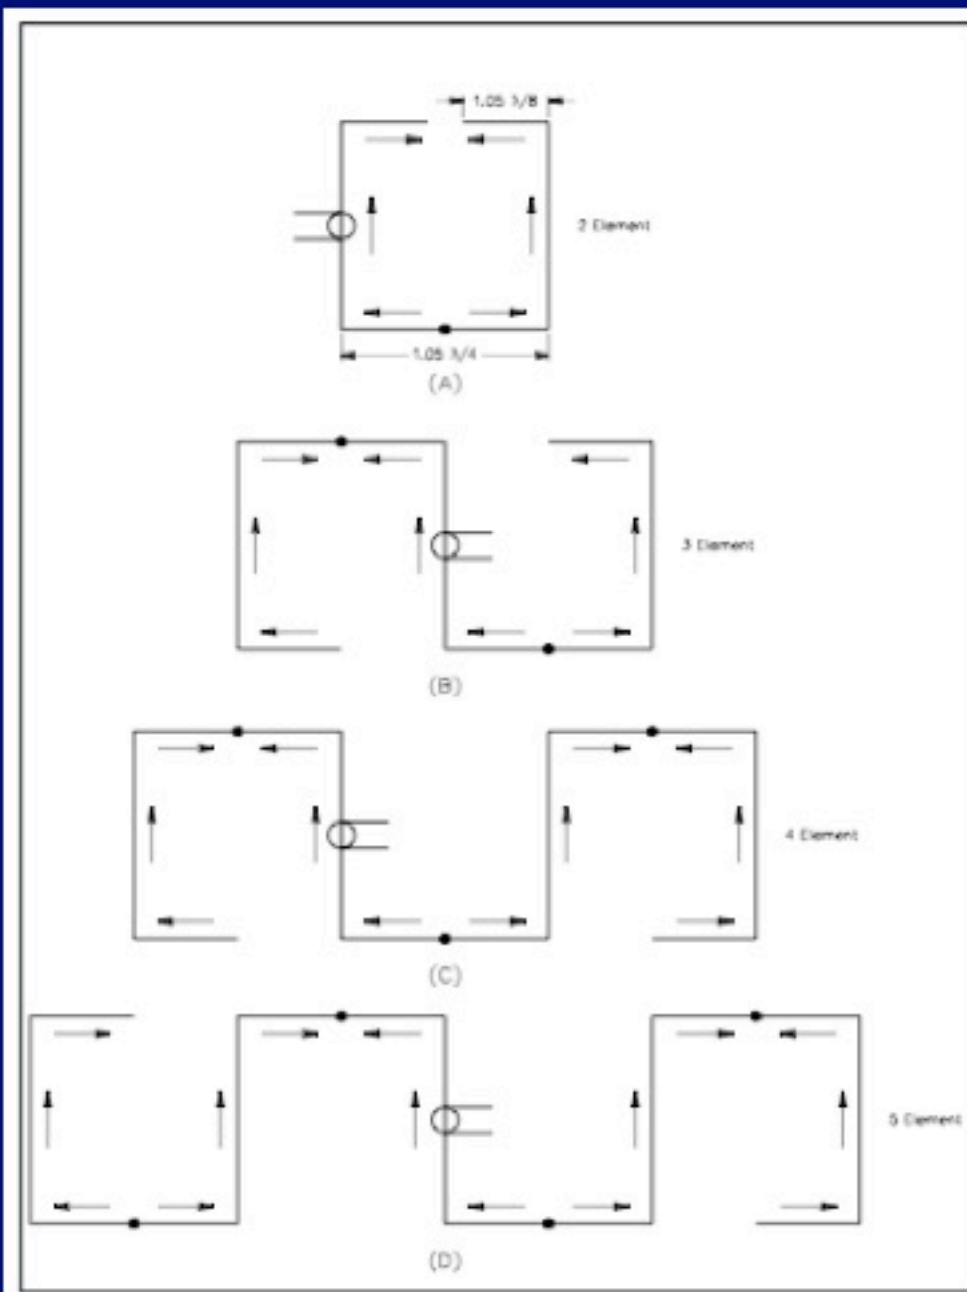 1.05 λ/8
2 Element
1.05 λ/4
(A)
3 Element
(B)
4 Element
(C)
5 Element
(D)